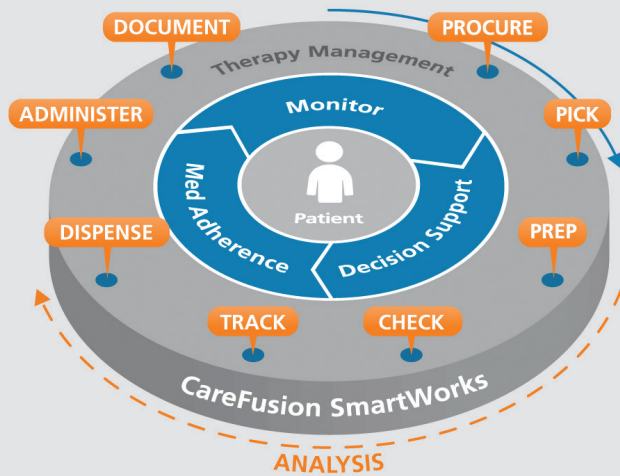 DOCUMENT
PROCURE
Therapy Management
ADMINISTER
Monitor
PICK
Patient
Med Adherence
Decision Support
DISPENSE
PREP
TRACK
CHECK
CareFusion SmartWorks
ANALYSIS